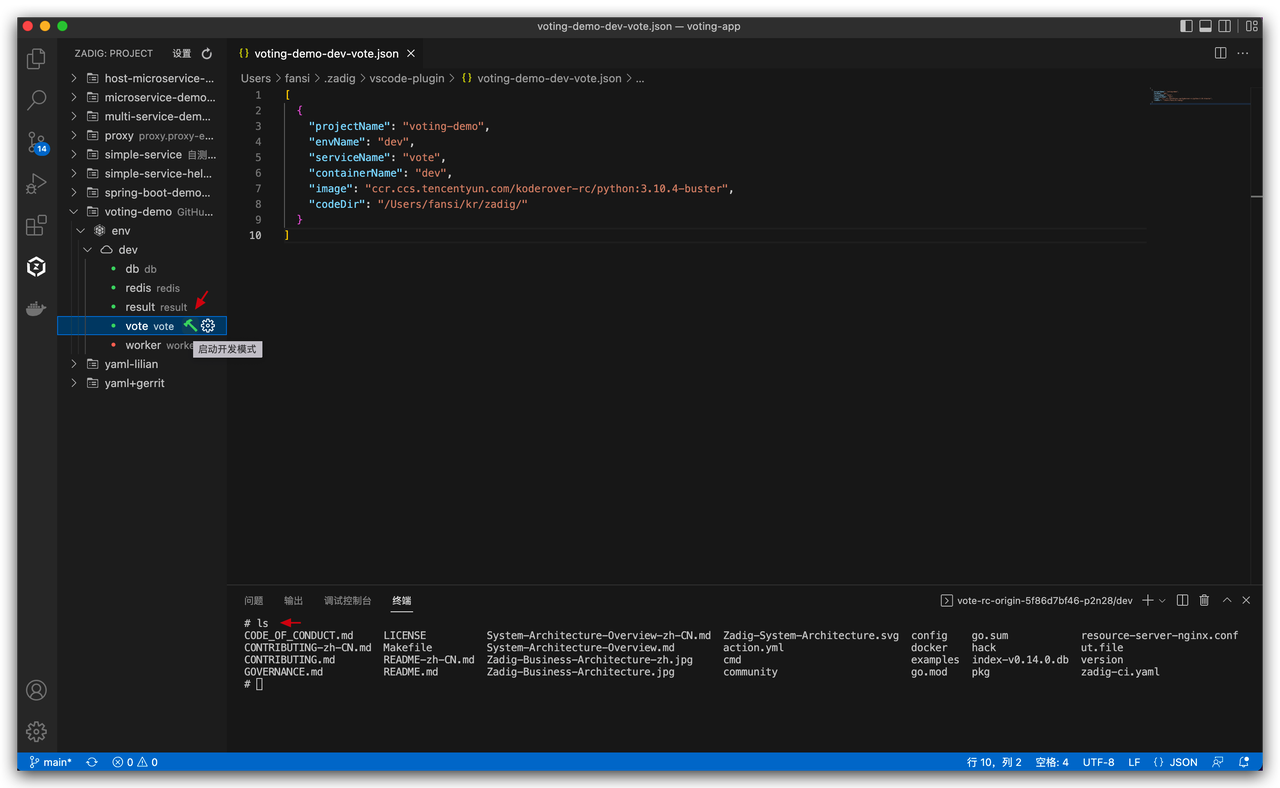 voting-demo-dev-vote.json — voting-app
ZADIG: PROJECT 设置
voting-demo-dev-vote.json
Users > fansi > .zadig > vscode-plugin > {} voting-demo-dev-vote.json > ...
14
host-microservice-...
microservice-demo...
multi-service-dem...
proxy proxy.proxy-e...
simple-service 自测...
simple-service-hel...
spring-boot-demo...
voting-demo GitHu...
env
dev
db db
redis redis
result result
vote vote
worker worke
启动开发模式
yaml-lilian
yaml+gerrit
1 [
2 {
3 "projectName": "voting-demo",
4 "envName": "dev",
5 "serviceName": "vote",
6 "containerName": "dev",
7 "image": "ccr.ccs.tencentyun.com/koderover-rc/python:3.10.4-buster",
8 "codeDir": "/Users/fansi/kr/zadig/"
9 }
10 ]
问题 输出 调试控制台 终端 vote-rc-origin-5f86d7bf46-p2n28/dev
# ls
CODE_OF_CONDUCT.md LICENSE System-Architecture-Overview-zh-CN.md Zadig-System-Architecture.svg config go.sum resource-server-nginx.conf
CONTRIBUTING-zh-CN.md Makefile System-Architecture-Overview.md action.yml docker hack ut.file
CONTRIBUTING.md README-zh-CN.md Zadig-Business-Architecture-zh.jpg cmd examples index-v0.14.0.db version
GOVERNANCE.md README.md Zadig-Business-Architecture.jpg community go.mod pkg zadig-ci.yaml
#
main* 0 0 行 10，列 2 空格: 4 UTF-8 LF {} JSON